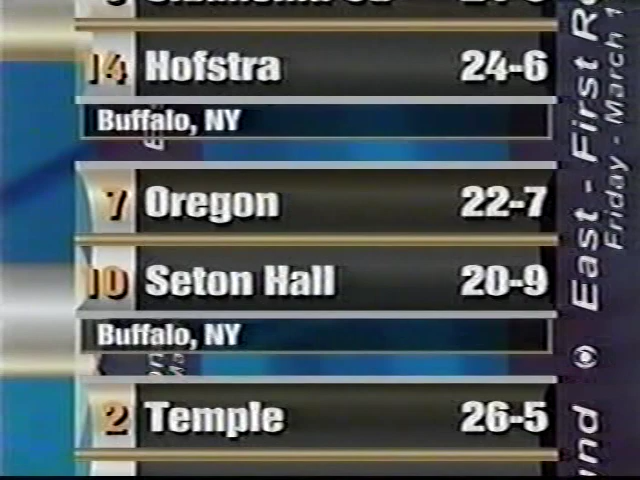 14 Hofstra 24-6
Buffalo, NY
7 Oregon 22-7
10 Seton Hall 20-9
Buffalo, NY
2 Temple 26-5
East - First
Friday - March